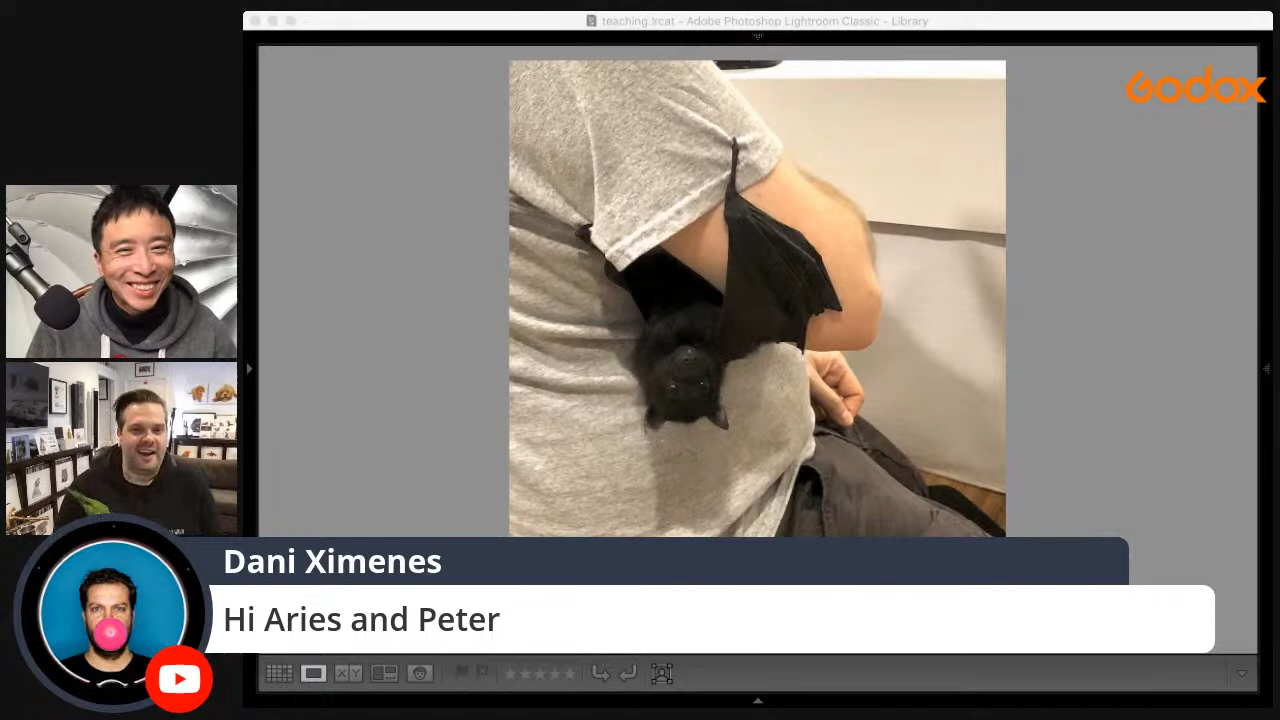 teaching.lrcat - Adobe Photoshop Lightroom Classic - Library
Godox
Dani Ximenes
Hi Aries and Peter
X Y